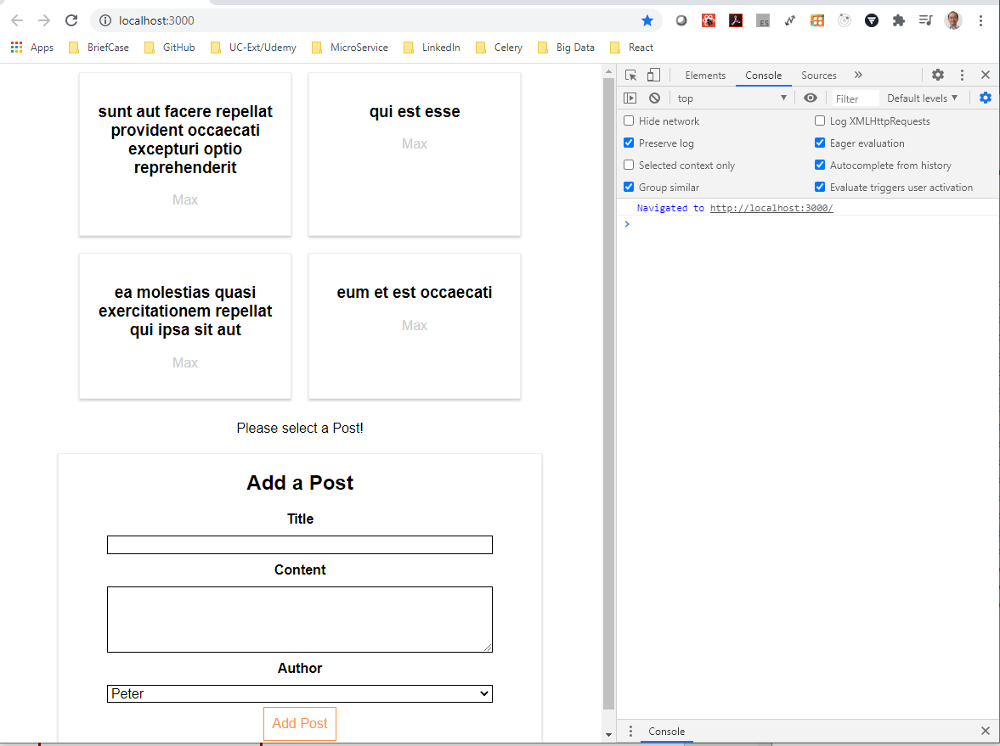 localhost:3000
Apps BriefCase GitHub UC-Ext/Udemy MicroService LinkedIn Celery Big Data React
sunt aut facere repellat
provident occaecati
excepturi optio
reprehenderit
Max
qui est esse
Max
ea molestias quasi
exercitationem repellat
qui ipsa sit aut
Max
eum et est occaecati
Max
Please select a Post!
Add a Post
Title
Content
Author
Peter
Add Post
Elements Console Sources
top Filter Default levels
Hide network Log XMLHttpRequests
Preserve log Eager evaluation
Selected context only Autocomplete from history
Group similar Evaluate triggers user activation
Navigated to http://localhost:3000/
Console
ES